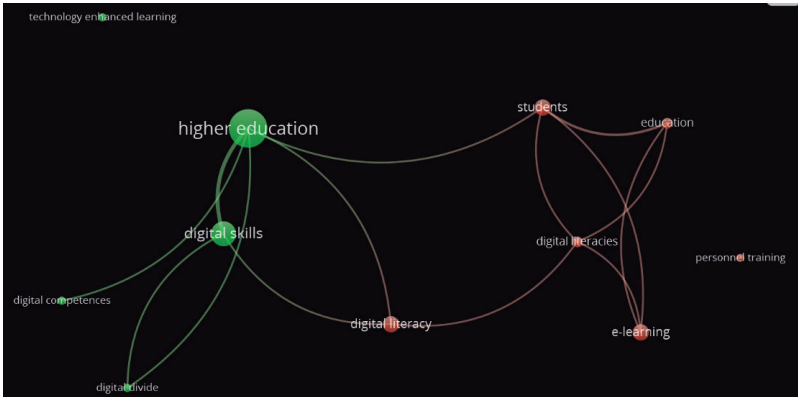 technology enhanced learning
students
education
higher education
digital skills
digital literacies
personnel training
digital competences
digital literacy
e-learning
digital divide